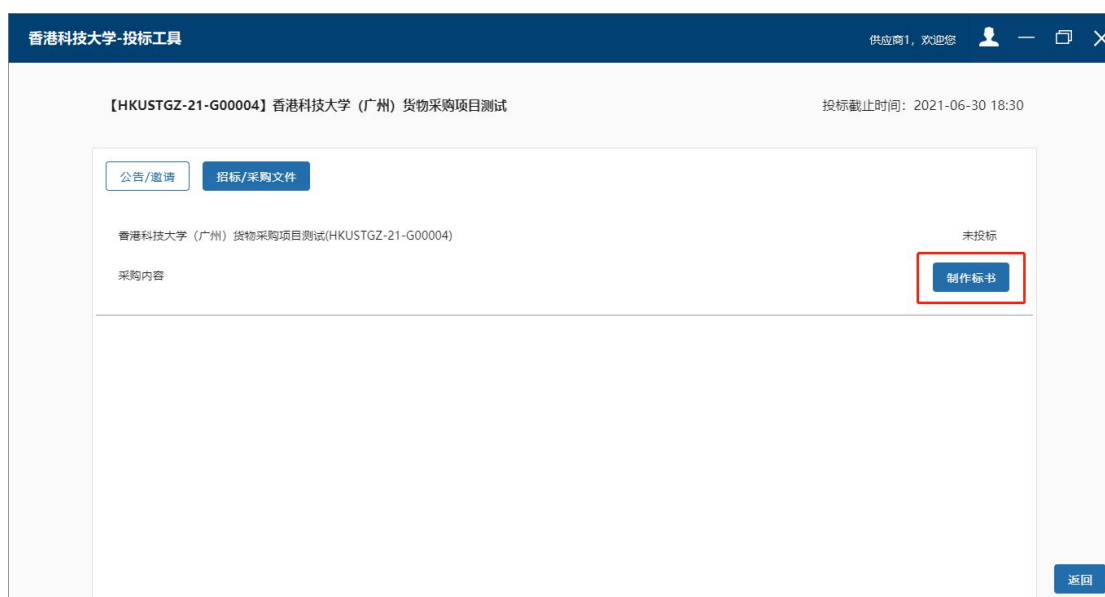 香港科技大学-投标工具 供应商1，欢迎您
【HKUSTGZ-21-G00004】香港科技大学（广州）货物采购项目测试 投标截止时间：2021-06-30 18:30
公告/邀请 招标/采购文件
香港科技大学（广州）货物采购项目测试(HKUSTGZ-21-G00004) 未投标
采购内容 制作标书
返回